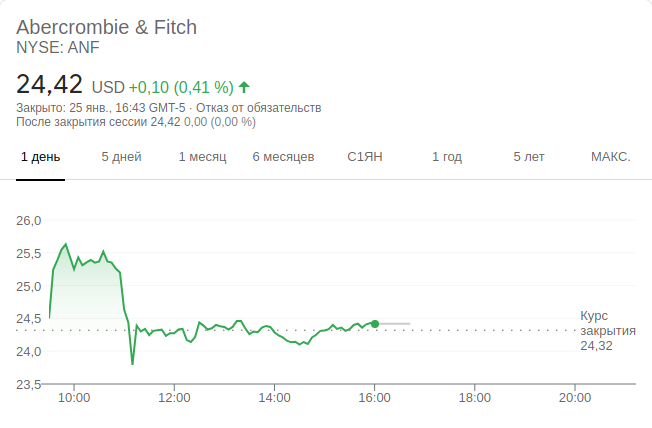 Abercrombie & Fitch
NYSE: ANF
24,42 USD +0,10 (0,41 %)
Закрыто: 25 янв., 16:43 GMT-5 · Отказ от обязательств
После закрытия сессии 24,42 0,00 (0,00 %)
1 день 5 дней 1 месяц 6 месяцев С1ЯН 1 год 5 лет МАКС.
26,0
25,5
25,0
24,5
24,0
23,5
Курс
закрытия
24,32
10:00 12:00 14:00 16:00 18:00 20:00